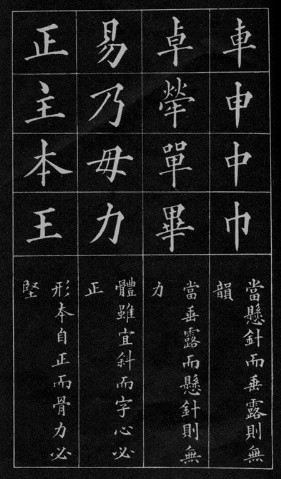 車申中巾
當懸針而垂露則無
韻
卓犖單畢
當垂露而懸針則無
力
易乃毋力
體雖宜斜而字心必
正
正主本王
形本自正而骨力必
堅